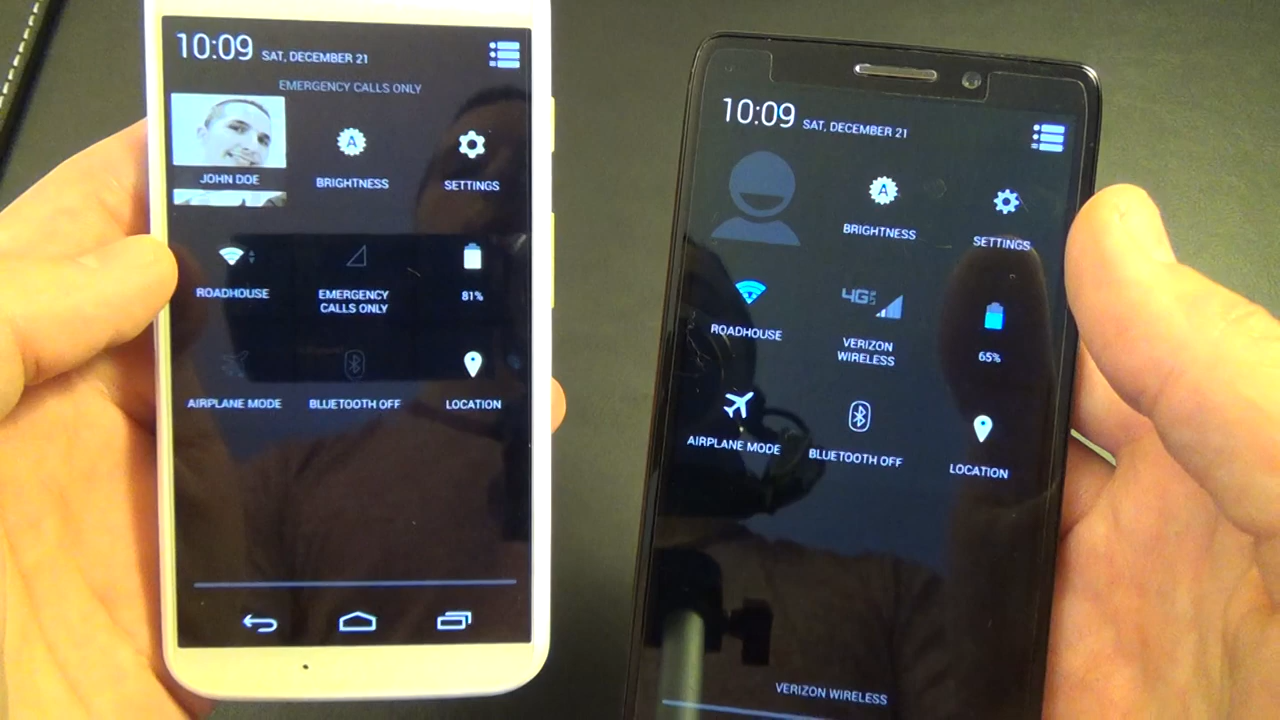 10:09 SAT, DECEMBER 21
EMERGENCY CALLS ONLY
JOHN DOE
A
BRIGHTNESS
SETTINGS
ROADHOUSE
EMERGENCY
CALLS ONLY
81%
AIRPLANE MODE
BLUETOOTH OFF
LOCATION
10:09 SAT, DECEMBER 21
A
BRIGHTNESS
SETTINGS
ROADHOUSE
4G
VERIZON
WIRELESS
65%
AIRPLANE MODE
BLUETOOTH OFF
LOCATION
VERIZON WIRELESS